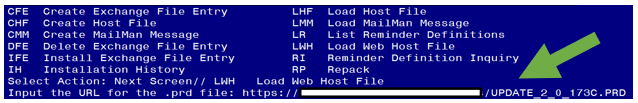 CFE Create Exchange File Entry LHF Load Host File
CHF Create Host File LMM Load MailMan Message
CMM Create MailMan Message LR List Reminder Definitions
DFE Delete Exchange File Entry LWH Load Web Host File
IFE Install Exchange File Entry RI Reminder Definition Inquiry
IH Installation History RP Repack
Select Action: Next Screen// LWH Load Web Host File
Input the URL for the .prd file: https:// /UPDATE_2_0_173C.PRD